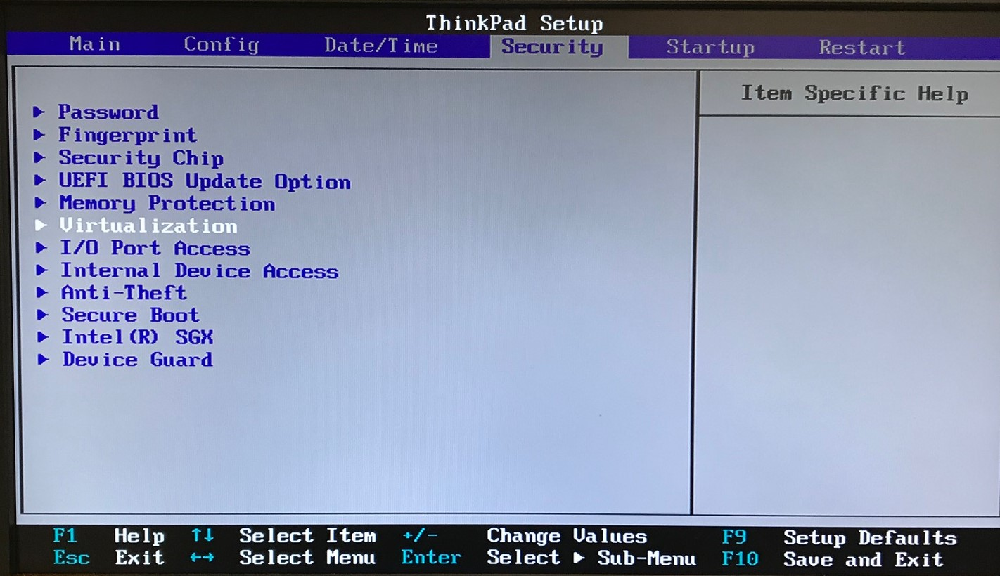 ThinkPad Setup
Main Config Date/Time Security Startup Restart
Item Specific Help
Password
Fingerprint
Security Chip
UEFI BIOS Update Option
Memory Protection
Virtualization
I/O Port Access
Internal Device Access
Anti-Theft
Secure Boot
Intel(R) SGX
Device Guard
F1 Help ↑↓ Select Item +/- Change Values F9 Setup Defaults
Esc Exit ←→ Select Menu Enter Select ▶ Sub-Menu F10 Save and Exit